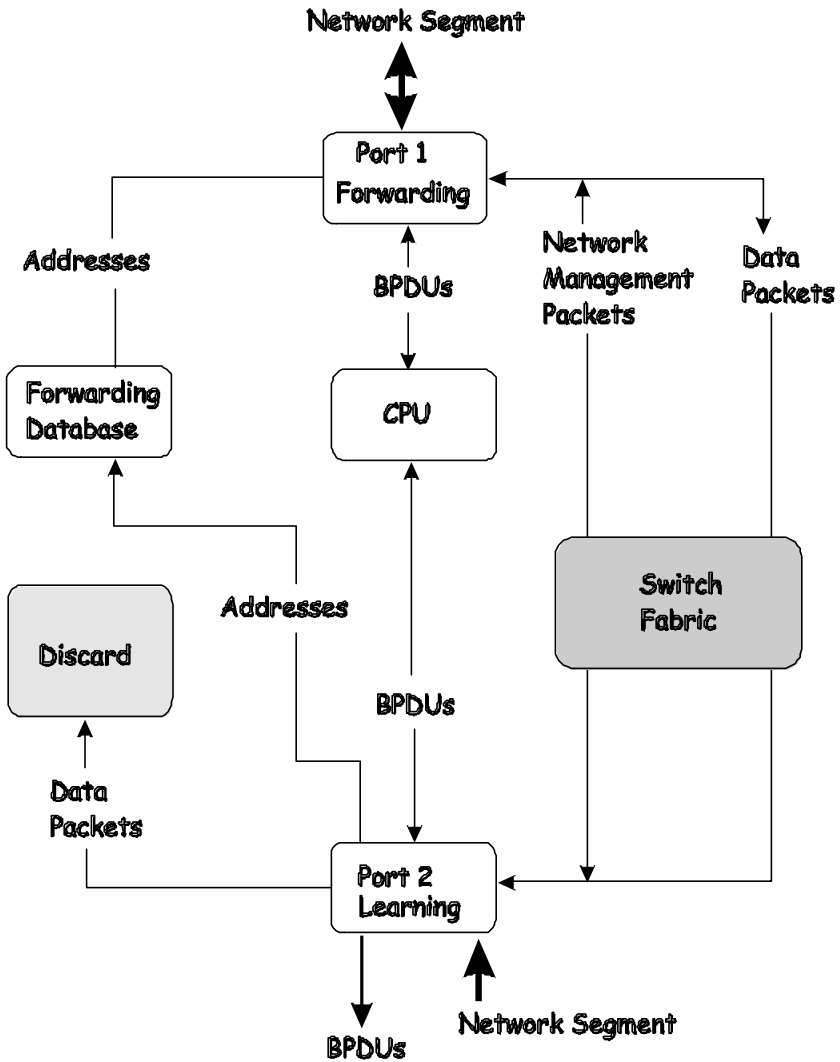 Network Segment
Port 1
Forwarding
Addresses
BPDUs
Network
Management
Packets
Data
Packets
Forwarding
Database
CPU
Switch
Fabric
Addresses
Discard
BPDUs
Data
Packets
Port 2
Learning
Network Segment
BPDUs